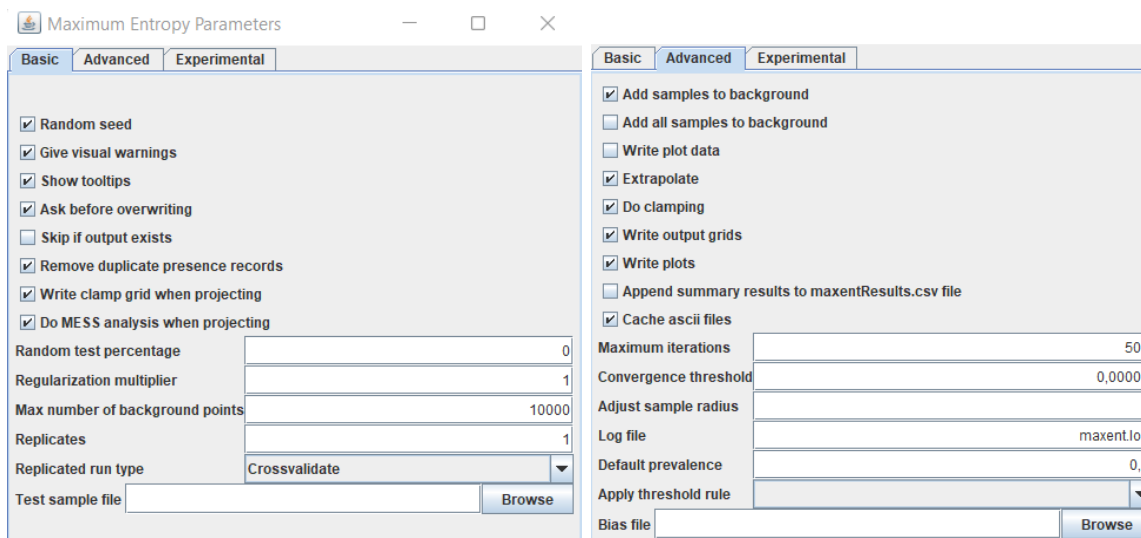 Maximum Entropy Parameters
Basic Advanced Experimental
Random seed
Give visual warnings
Show tooltips
Ask before overwriting
Skip if output exists
Remove duplicate presence records
Write clamp grid when projecting
Do MESS analysis when projecting
Random test percentage 0
Regularization multiplier 1
Max number of background points 10000
Replicates 1
Replicated run type Crossvalidate
Test sample file Browse
Basic Advanced Experimental
Add samples to background
Add all samples to background
Write plot data
Extrapolate
Do clamping
Write output grids
Write plots
Append summary results to maxentResults.csv file
Cache ascii files
Maximum iterations 50
Convergence threshold 0,0000
Adjust sample radius
Log file maxent.lo
Default prevalence 0,
Apply threshold rule
Bias file Browse